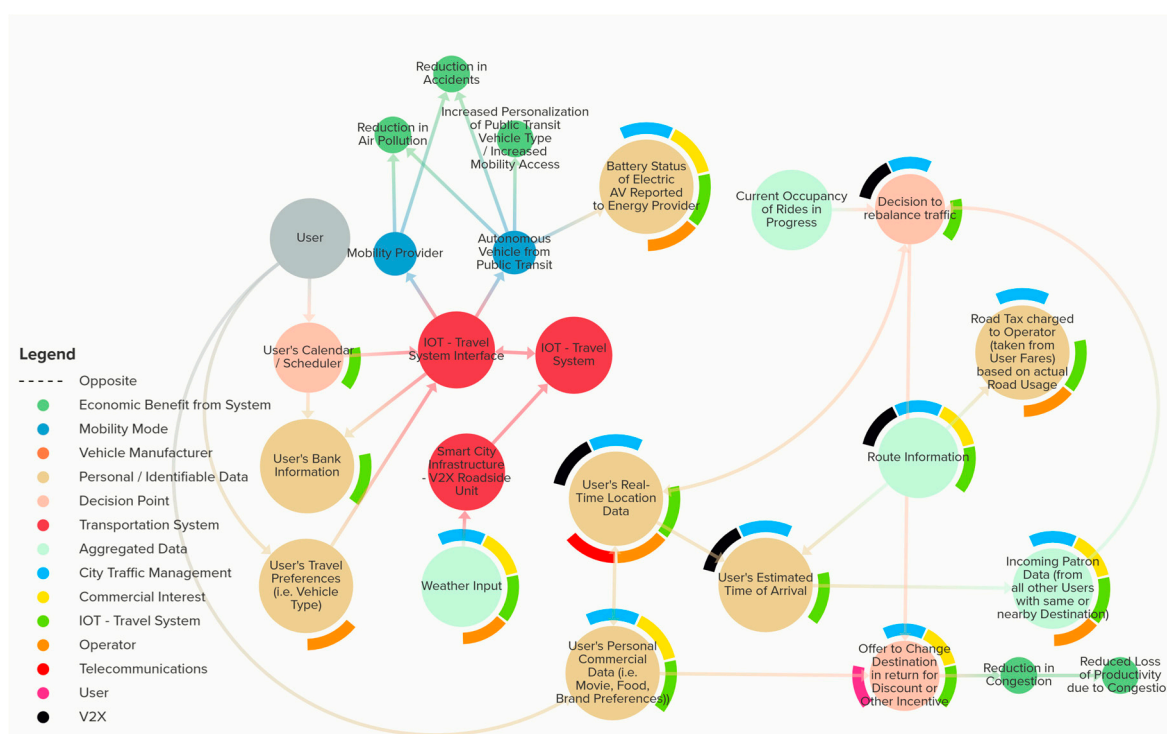 Reduction in
Accidents
Reduction in
Air Pollution
Increased Personalization
of Public Transit
Vehicle Type
/ Increased
Mobility Access
Battery Status
of Electric
AV Reported
to Energy Provider
Current Occupancy
of Rides in
Progress
Decision to
rebalance traffic
User
Mobility Provider
Autonomous
Vehicle from
Public Transit
User's Calendar
/ Scheduler
IOT - Travel
System Interface
IOT - Travel
System
Road Tax charged
to Operator
(taken from
User Fares)
based on actual
Road Usage
User's Bank
Information
Smart City
Infrastructure
- V2X Roadside
Unit
User's Real-
Time Location
Data
Route Information
User's Travel
Preferences
(i.e. Vehicle
Type)
Weather Input
User's Estimated
Time of Arrival
Incoming Patron
Data (from
all other Users
with same or
nearby Destination)
User's Personal
Commercial
Data (i.e.
Movie, Food,
Brand Preferences))
Offer to Change
Destination
in return for
Discount or
Other Incentive
Reduction in
Congestion
Reduced Loss
of Productivity
due to Congestio
Legend
Opposite
Economic Benefit from System
Mobility Mode
Vehicle Manufacturer
Personal / Identifiable Data
Decision Point
Transportation System
Aggregated Data
City Traffic Management
Commercial Interest
IOT - Travel System
Operator
Telecommunications
User
V2X